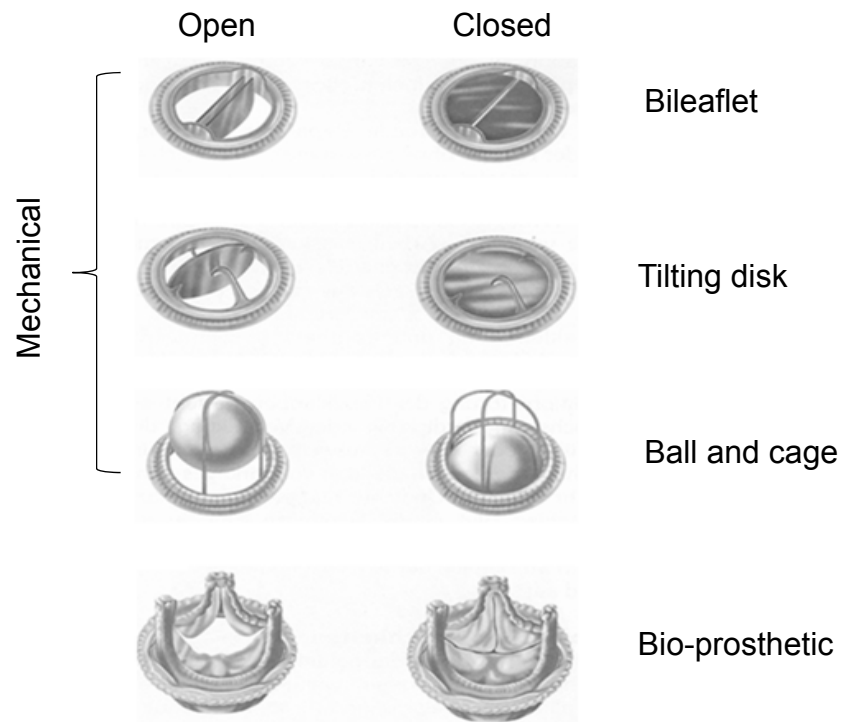 Open
Closed
Bileaflet
Mechanical
Tilting disk
Ball and cage
Bio-prosthetic